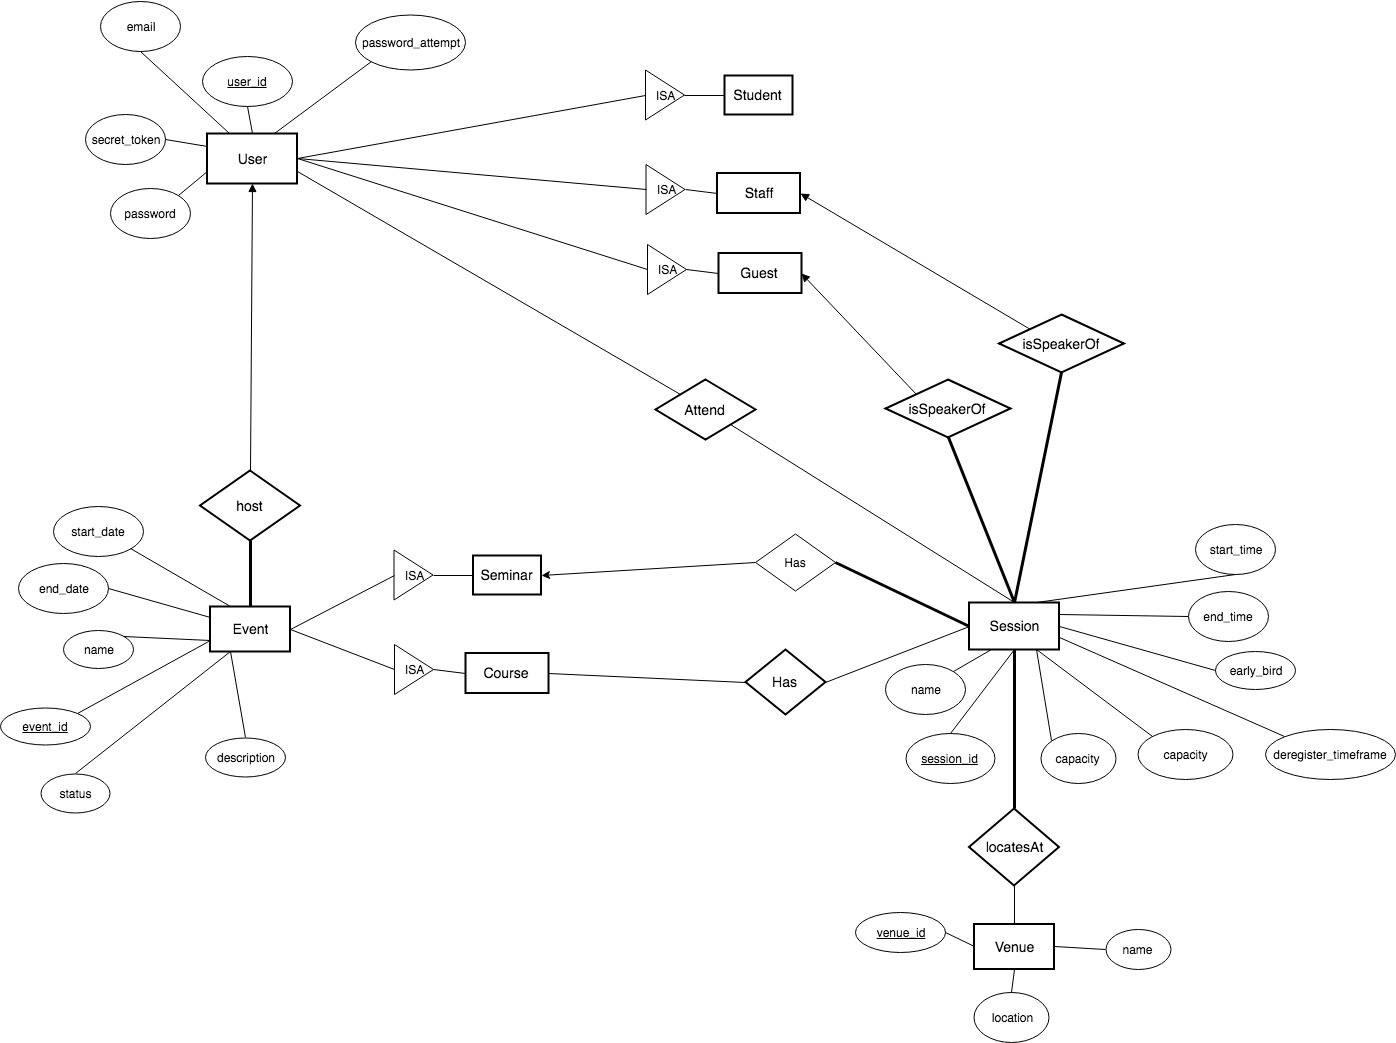 email
password_attempt
user_id
ISA
Student
secret_token
User
ISA
Staff
password
ISA
Guest
isSpeakerOf
Attend
isSpeakerOf
host
start_date
start_time
ISA
Seminar
Has
end_date
end_time
Event
Session
name
ISA
Course
Has
early_bird
name
event_id
description
session_id
capacity
capacity
deregister_timeframe
status
locatesAt
venue_id
Venue
name
location